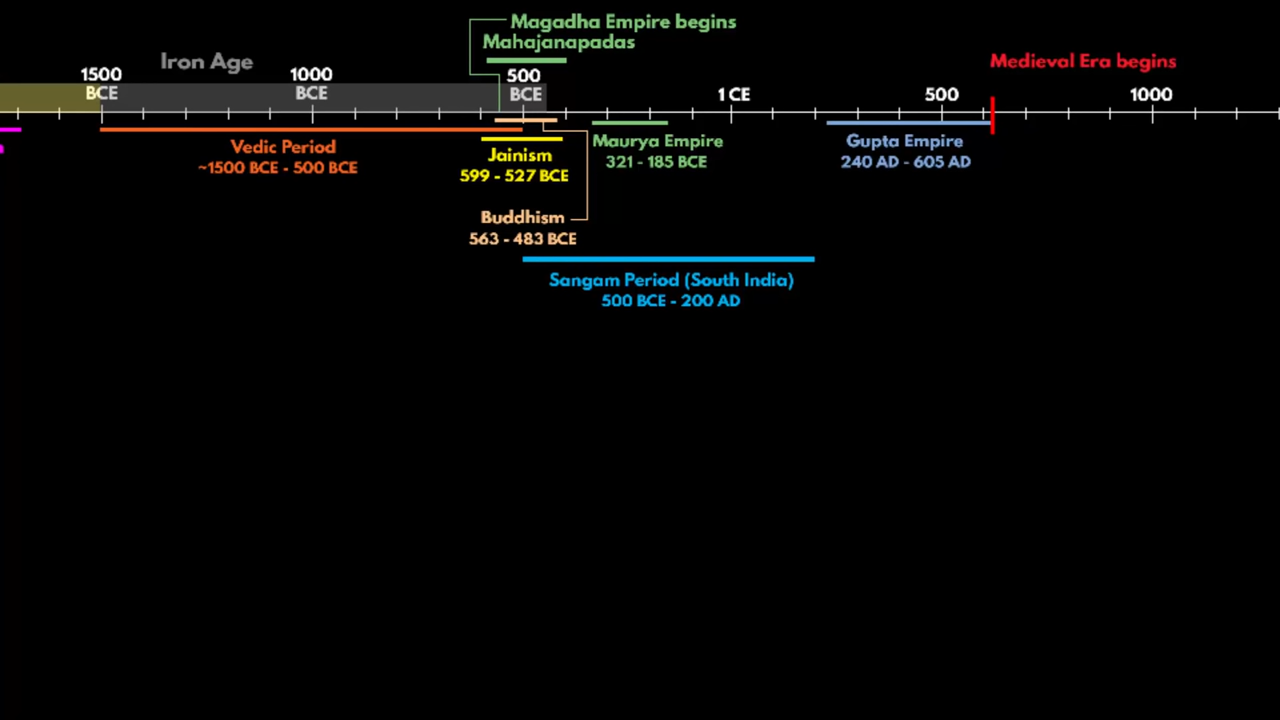 Magadha Empire begins
Mahajanapadas
Iron Age
Medieval Era begins
1500
BCE
1000
BCE
500
BCE
1 CE
500
1000
Vedic Period
~1500 BCE - 500 BCE
Jainism
599 - 527 BCE
Maurya Empire
321 - 185 BCE
Gupta Empire
240 AD - 605 AD
Buddhism
563 - 483 BCE
Sangam Period (South India)
500 BCE - 200 AD